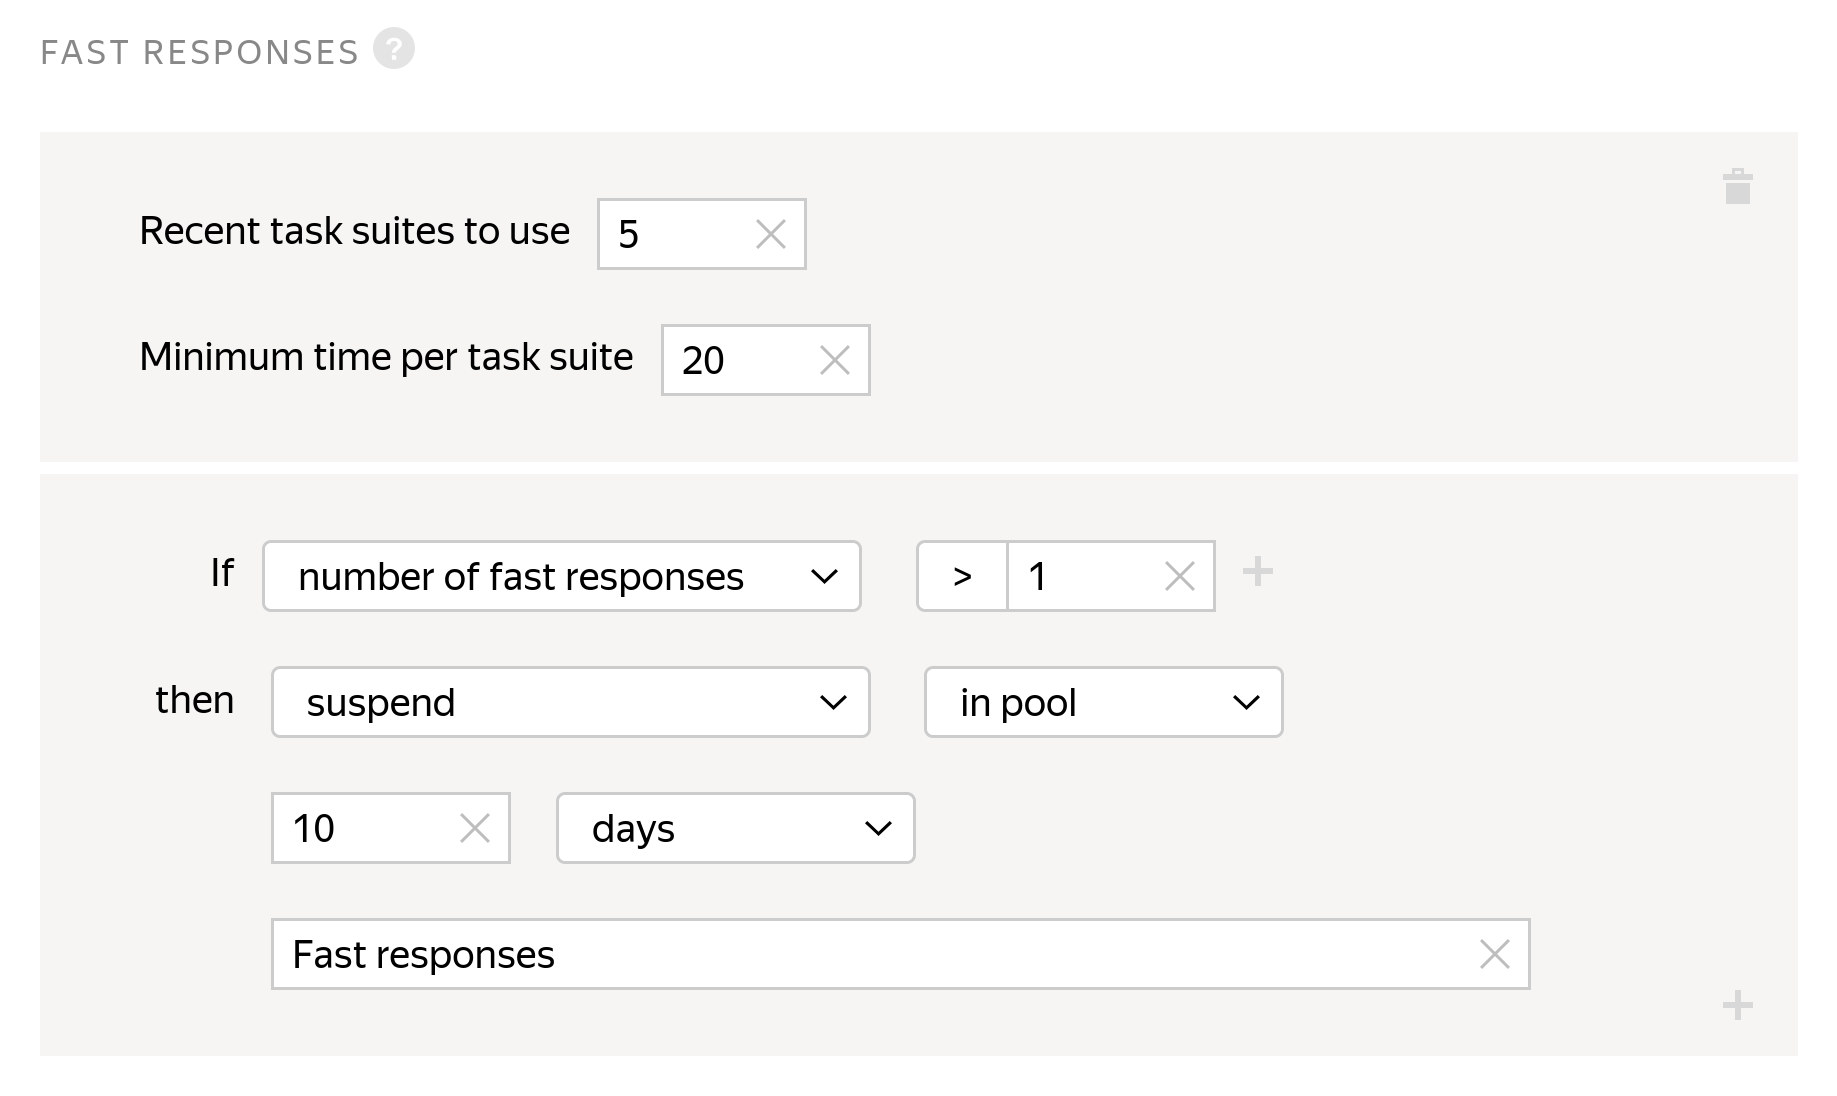 FAST RESPONSES ?
Recent task suites to use 5
Minimum time per task suite 20
If number of fast responses > 1
then suspend in pool
10 days
Fast responses